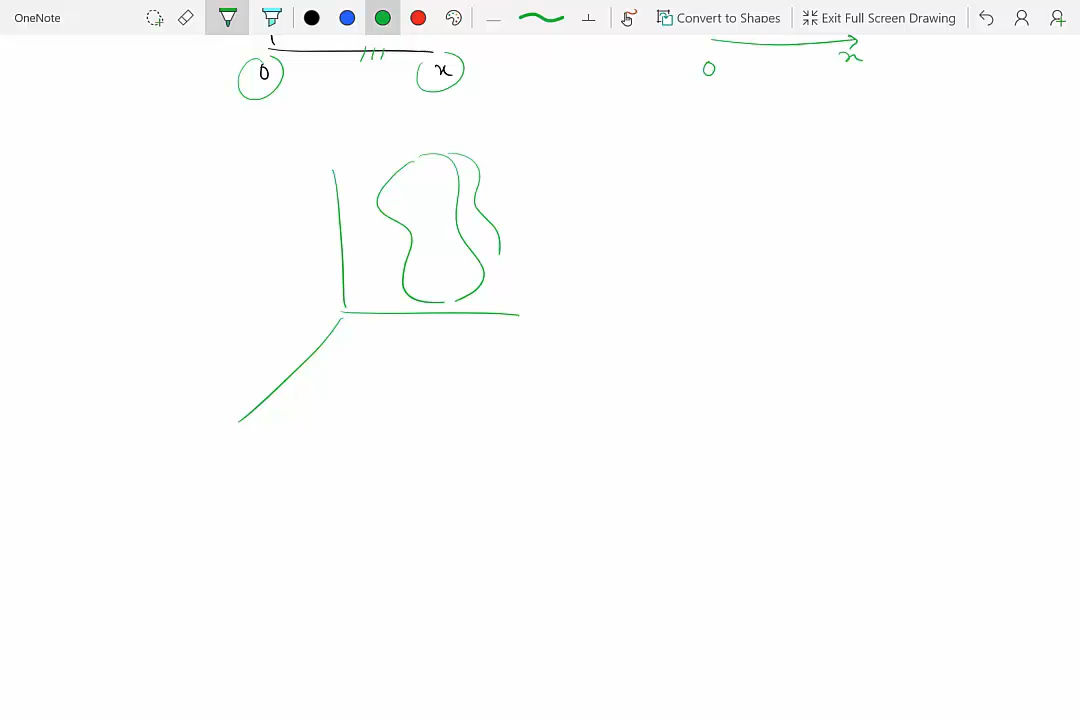 OneNote
Convert to Shapes
Exit Full Screen Drawing
0 x
0 x